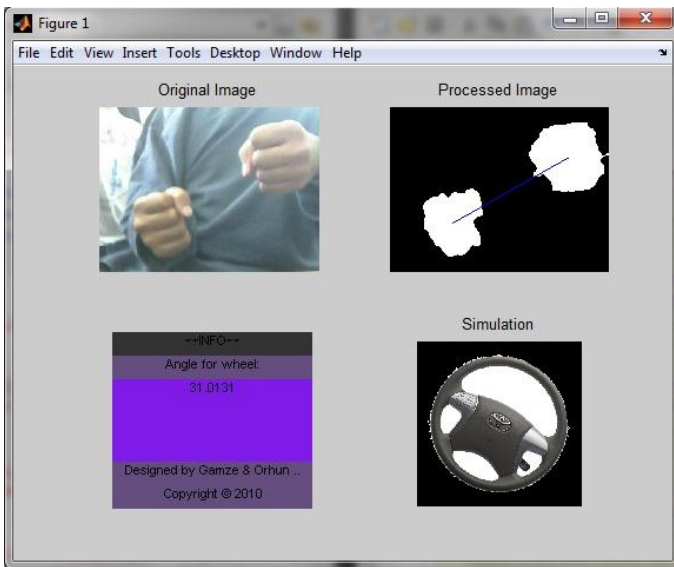 Figure 1
File Edit View Insert Tools Desktop Window Help
Original Image
Processed Image
~~INFO~~
Angle for wheel:
31.0131
Designed by Gamze & Orhun ..
Copyright © 2010
Simulation